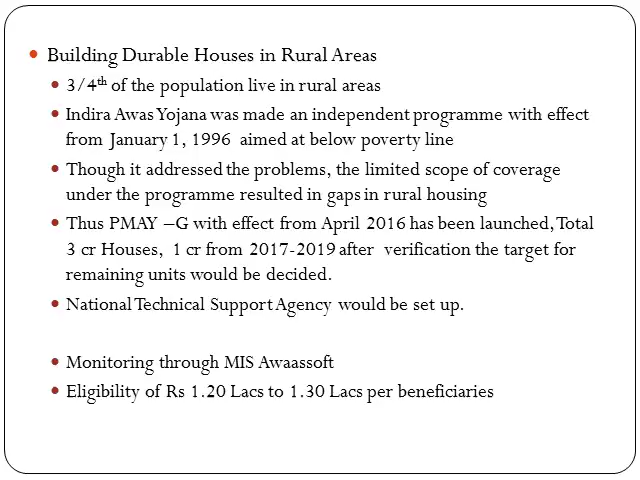 Building Durable Houses in Rural Areas
3/4th of the population live in rural areas
Indira Awas Yojana was made an independent programme with effect
from January 1, 1996 aimed at below poverty line
Though it addressed the problems, the limited scope of coverage
under the programme resulted in gaps in rural housing
Thus PMAY –G with effect from April 2016 has been launched, Total
3 cr Houses, 1 cr from 2017-2019 after verification the target for
remaining units would be decided.
National Technical Support Agency would be set up.
Monitoring through MIS Awaassoft
Eligibility of Rs 1.20 Lacs to 1.30 Lacs per beneficiaries